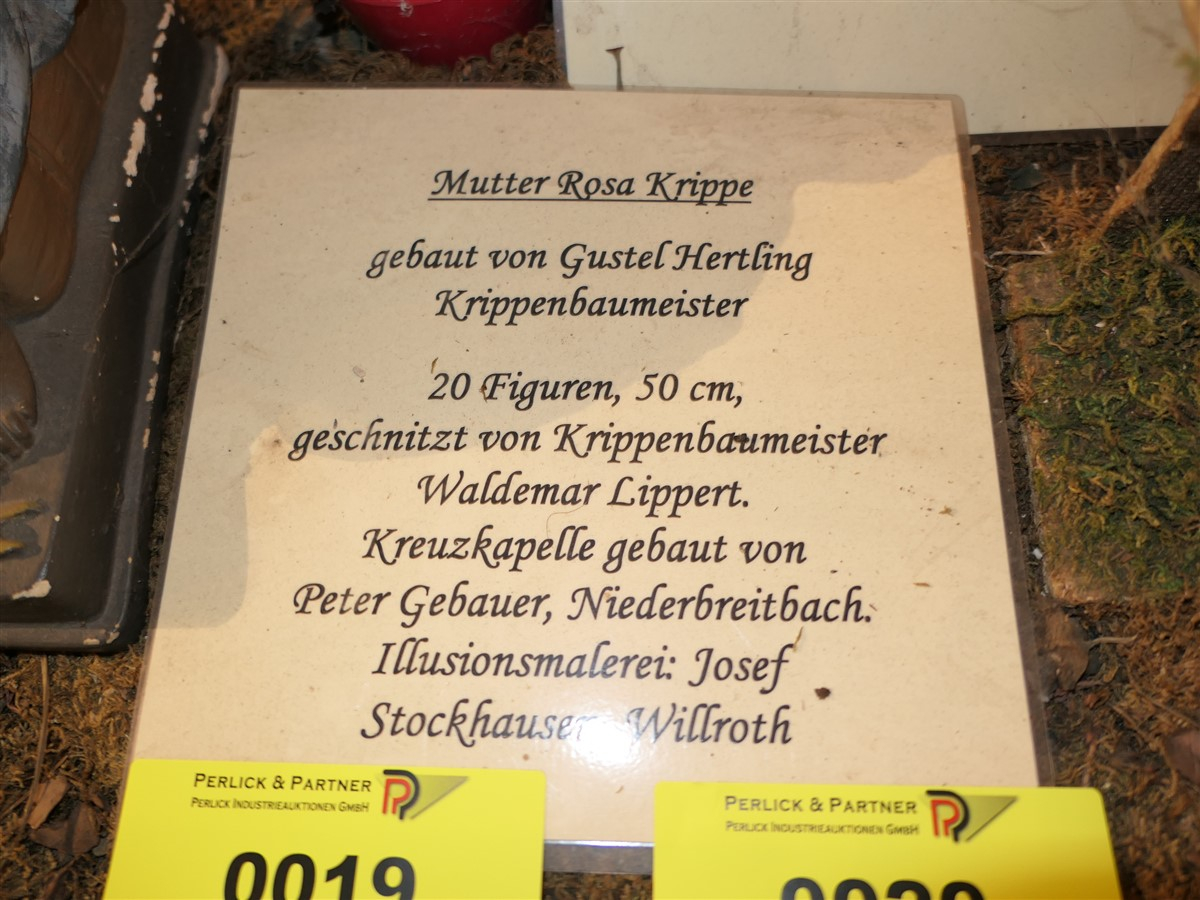 Mutter Rosa Krippe
gebaut von Gustel Hertling
Krippenbaumeister
20 Figuren, 50 cm,
geschnitzt von Krippenbaumeister
Waldemar Lippert.
Kreuzkapelle gebaut von
Peter Gebauer, Niederbreitbach.
Illusionsmalerei: Josef
Stockhausen, Willroth
PERLICK & PARTNER
PERLICK INDUSTRIEAUKTIONEN GMBH
0019
PERLICK & PARTNER
PERLICK INDUSTRIEAUKTIONEN GMBH